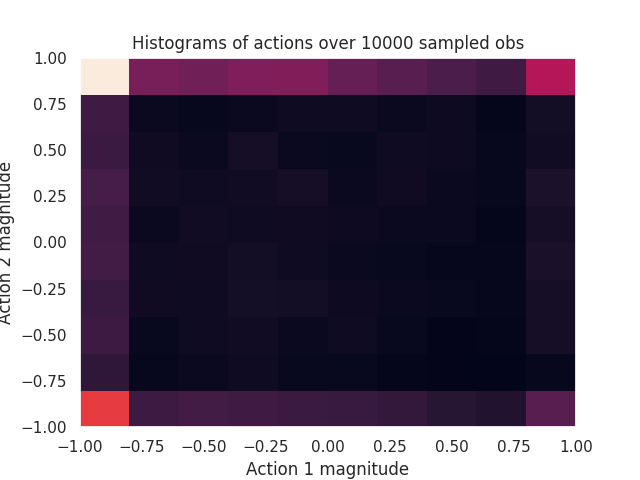 Histograms of actions over 10000 sampled obs
1.00
0.75
0.50
0.25
0.00
−0.25
−0.50
−0.75
−1.00
Action 2 magnitude
−1.00 −0.75 −0.50 −0.25 0.00 0.25 0.50 0.75 1.00
Action 1 magnitude